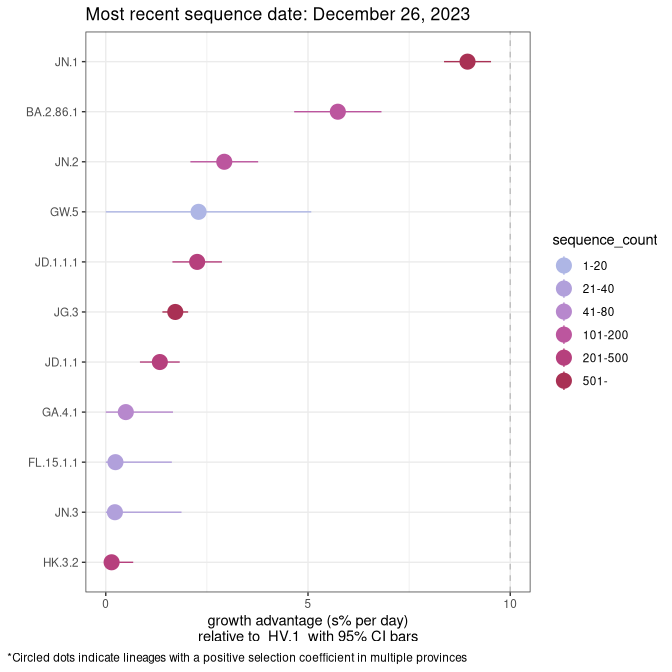 Most recent sequence date: December 26, 2023
JN.1
BA.2.86.1
JN.2
GW.5
JD.1.1.1
JG.3
JD.1.1
GA.4.1
FL.15.1.1
JN.3
HK.3.2
0 5 10
growth advantage (s% per day)
relative to HV.1 with 95% CI bars
sequence_count
1-20
21-40
41-80
101-200
201-500
501-
*Circled dots indicate lineages with a positive selection coefficient in multiple provinces